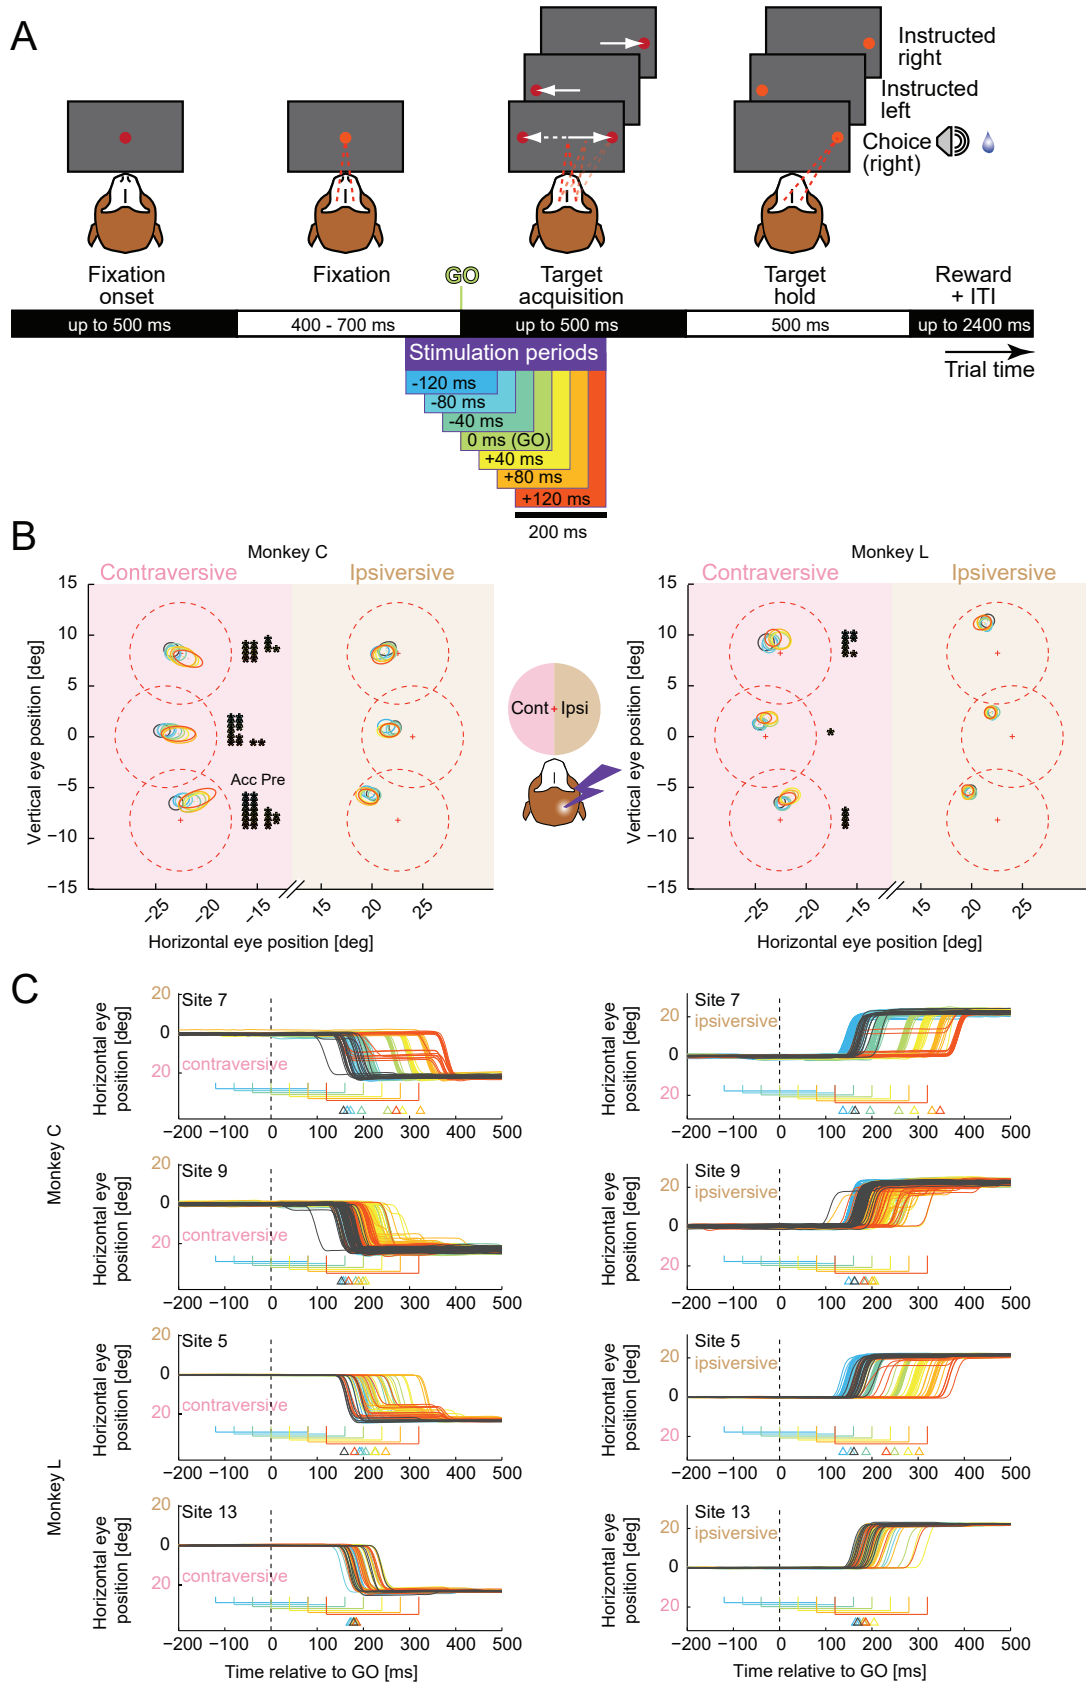 A
Instructed
right
Instructed
left
Choice
(right)
Fixation
onset
Fixation
GO
Target
acquisition
Target
hold
Reward
+ ITI
up to 500 ms
400 - 700 ms
up to 500 ms
500 ms
up to 2400 ms
Stimulation periods
Trial time
-120 ms
-80 ms
-40 ms
0 ms (GO)
+40 ms
+80 ms
+120 ms
200 ms
B
Monkey C
Contraversive
Ipsiversive
Vertical eye position [deg]
15
10
5
0
−5
−10
−15
Acc Pre
−25
−20
−15
15
20
25
Horizontal eye position [deg]
Cont + Ipsi
Monkey L
Contraversive
Ipsiversive
Vertical eye position [deg]
15
10
5
0
−5
−10
−15
−25
−20
−15
15
20
25
Horizontal eye position [deg]
C
Monkey C
Horizontal eye
position [deg]
20
0
20
Site 7
contraversive
−200 −100 0 100 200 300 400 500
Horizontal eye
position [deg]
20
0
20
Site 7
ipsiversive
−200 −100 0 100 200 300 400 500
Horizontal eye
position [deg]
20
0
20
Site 9
contraversive
−200 −100 0 100 200 300 400 500
Horizontal eye
position [deg]
20
0
20
Site 9
ipsiversive
−200 −100 0 100 200 300 400 500
Monkey L
Horizontal eye
position [deg]
20
0
20
Site 5
contraversive
−200 −100 0 100 200 300 400 500
Horizontal eye
position [deg]
20
0
20
Site 5
ipsiversive
−200 −100 0 100 200 300 400 500
Horizontal eye
position [deg]
20
0
20
Site 13
contraversive
−200 −100 0 100 200 300 400 500
Time relative to GO [ms]
Horizontal eye
position [deg]
20
0
20
Site 13
ipsiversive
−200 −100 0 100 200 300 400 500
Time relative to GO [ms]